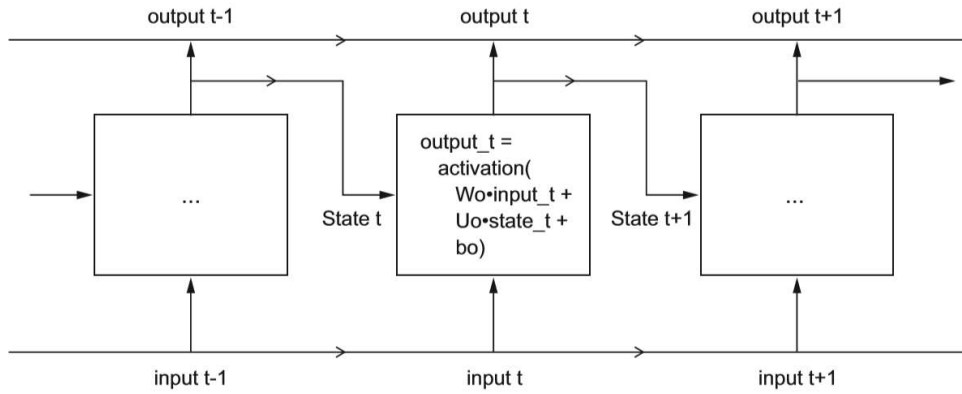 output t-1
output t
output t+1
...
output_t =
activation(
Wo•input_t +
Uo•state_t +
bo)
...
State t
State t+1
input t-1
input t
input t+1